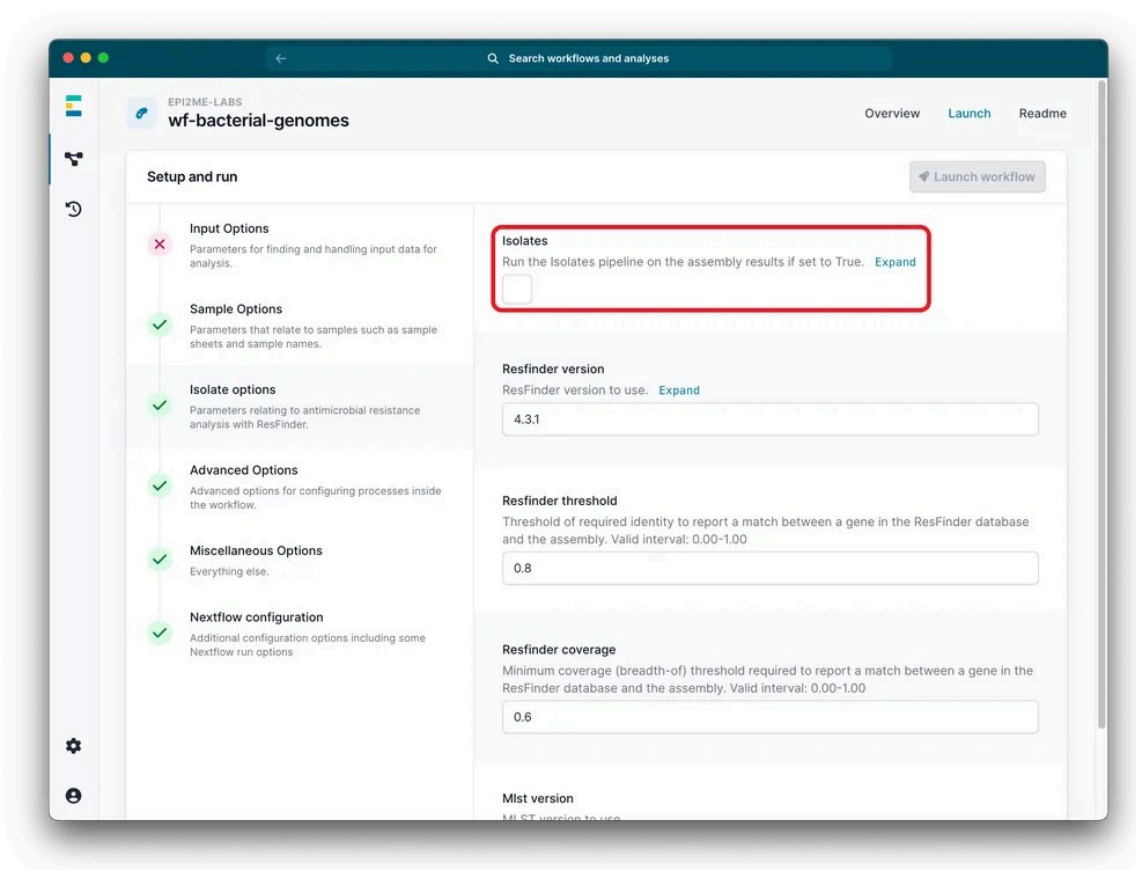 Search workflows and analyses
EPI2ME-LABS
wf-bacterial-genomes
Overview
Launch
Readme
Setup and run
Launch workflow
Input Options
Parameters for finding and handling input data for
analysis.
Sample Options
Parameters that relate to samples such as sample
sheets and sample names.
Isolate options
Parameters relating to antimicrobial resistance
analysis with ResFinder.
Advanced Options
Advanced options for configuring processes inside
the workflow.
Miscellaneous Options
Everything else.
Nextflow configuration
Additional configuration options including some
Nextflow run options
Isolates
Run the Isolates pipeline on the assembly results if set to True. Expand
Resfinder version
ResFinder version to use. Expand
4.3.1
Resfinder threshold
Threshold of required identity to report a match between a gene in the ResFinder database
and the assembly. Valid interval: 0.00-1.00
0.8
Resfinder coverage
Minimum coverage (breadth-of) threshold required to report a match between a gene in the
ResFinder database and the assembly. Valid interval: 0.00-1.00
0.6
Mlst version
MLST version to use